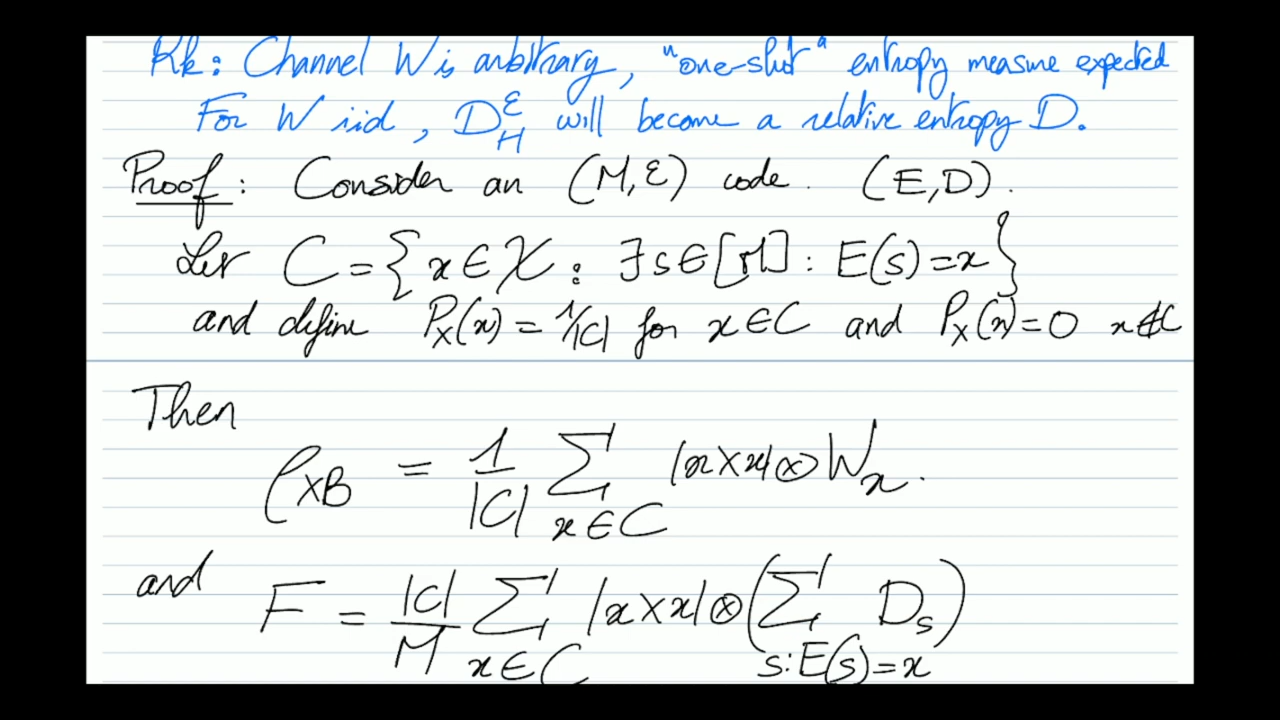 Rk: Channel W is arbitrary, "one-shot" entropy measure expected
For W iid, D_H^ε will become a relative entropy D.
Proof: Consider an (M,ε) code. (E,D).
Let C = {x ∈ X : ∃ s ∈ [M] : E(s) = x}
and define P_X(x) = 1/|C| for x ∈ C and P_X(x) = 0 x ∉ C
Then
ρ_XB = 1/|C| ∑_{x ∈ C} |x X x| ⊗ W_x.
and F = |C|/M ∑_{x ∈ C} |x X x| ⊗ (∑_{s: E(s) = x} D_s)